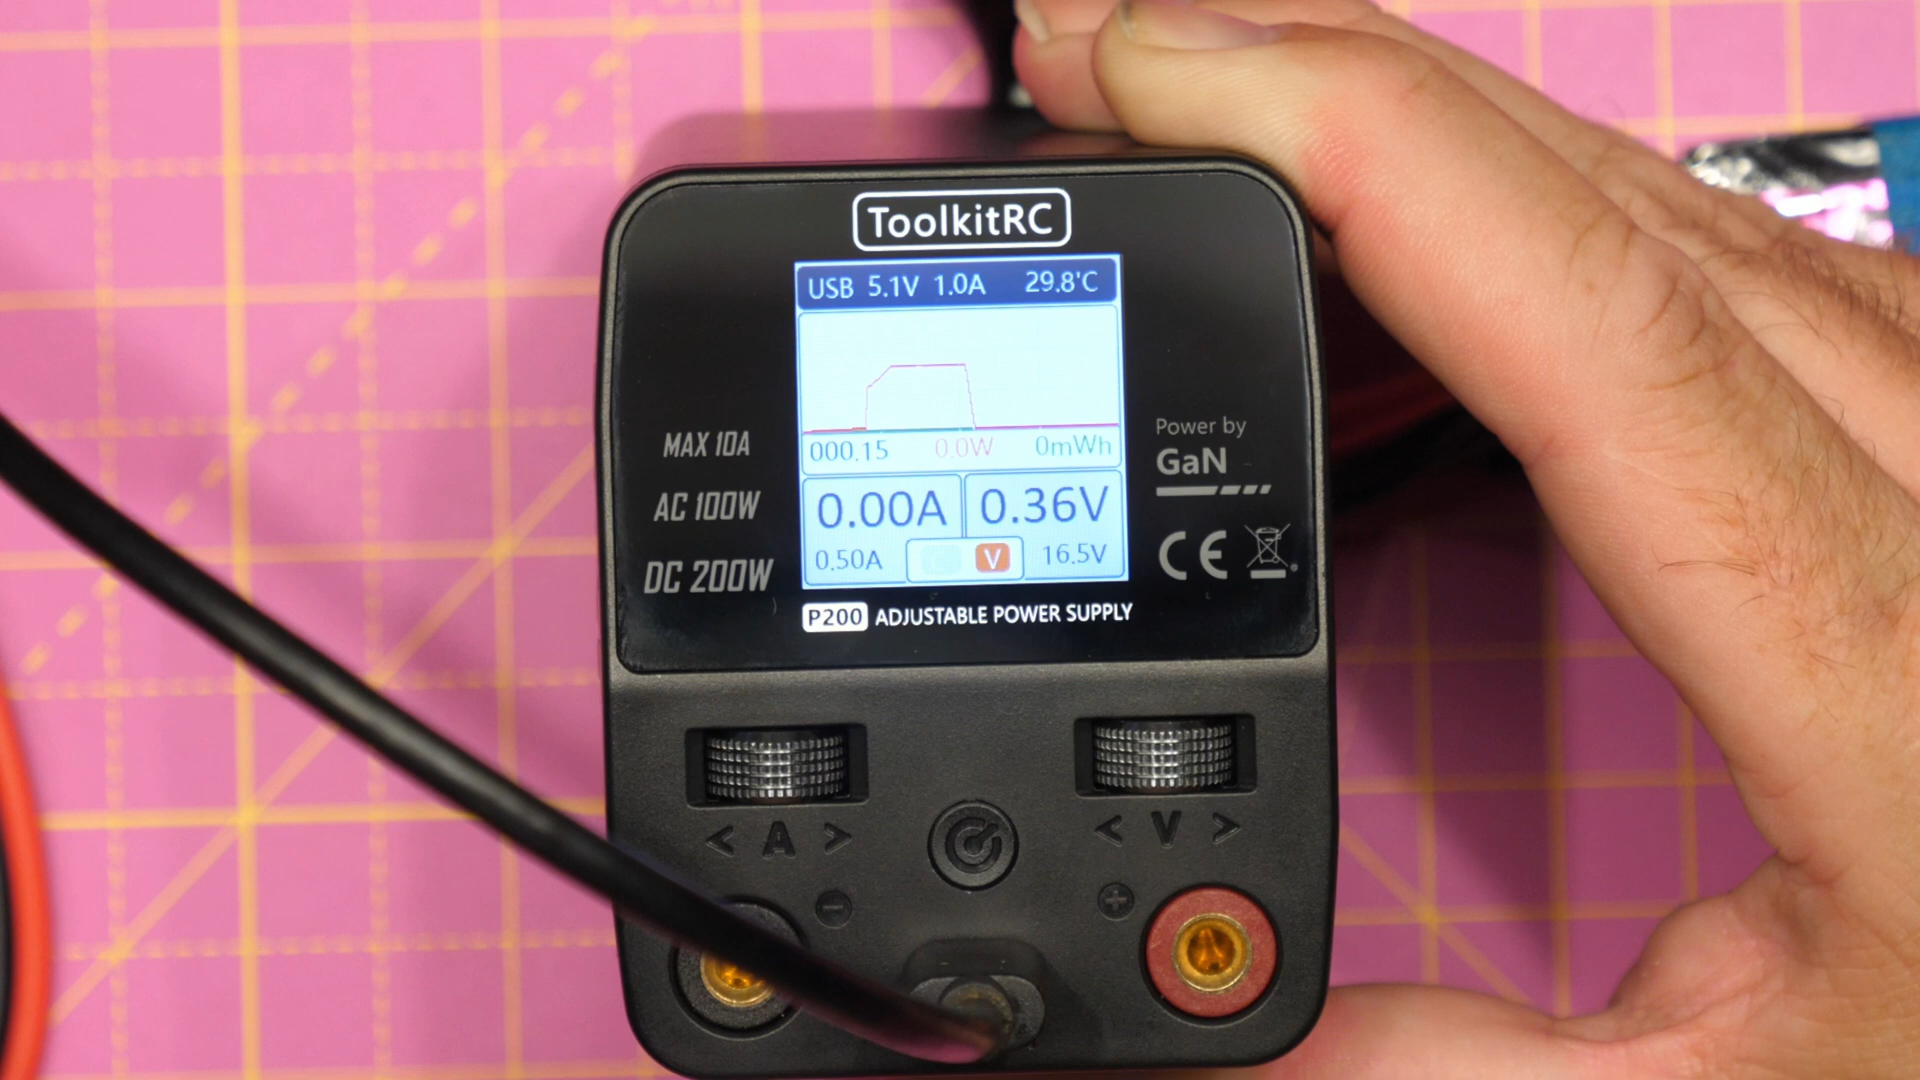 ToolkitRC
USB 5.1V 1.0A 29.8'C
000.15 0.0W 0mWh
0.00A 0.36V
0.50A V 16.5V
MAX 10A
AC 100W
DC 200W
Power by
GaN
CE
P200 ADJUSTABLE POWER SUPPLY
< A > < V >
− +